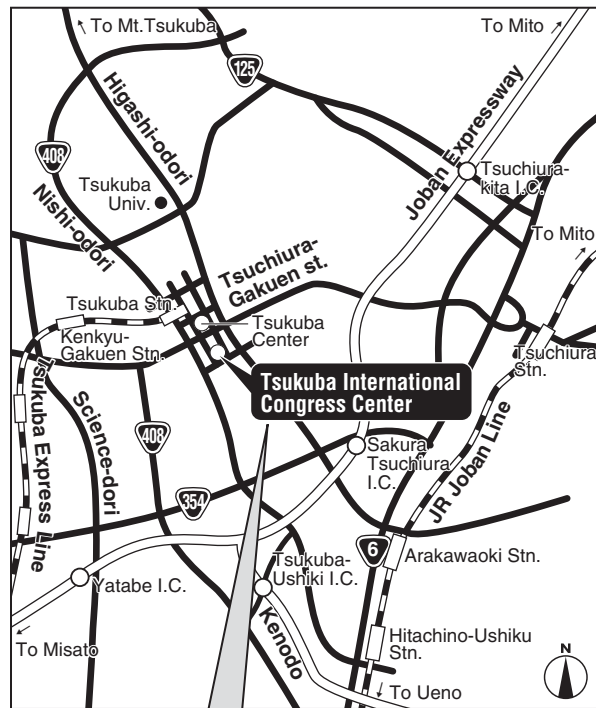 To Mt.Tsukuba
To Mito
125
Higashi-odori
Joban Expressway
408
Tsukuba
Univ.
Tsuchiura-
kita I.C.
Nishi-odori
To Mito
Tsuchiura-
Gakuen st.
Tsukuba Stn.
Tsukuba
Center
Kenkyu-
Gakuen Stn.
Tsuchiura
Stn.
Tsukuba International
Congress Center
Tsukuba Express Line
Science-dori
408
Sakura
Tsuchiura
I.C.
JR Joban Line
354
6
Arakawaoki Stn.
Tsukuba-
Ushiki I.C.
Yatabe I.C.
Kenodo
Hitachino-Ushiku
Stn.
To Misato
To Ueno
N